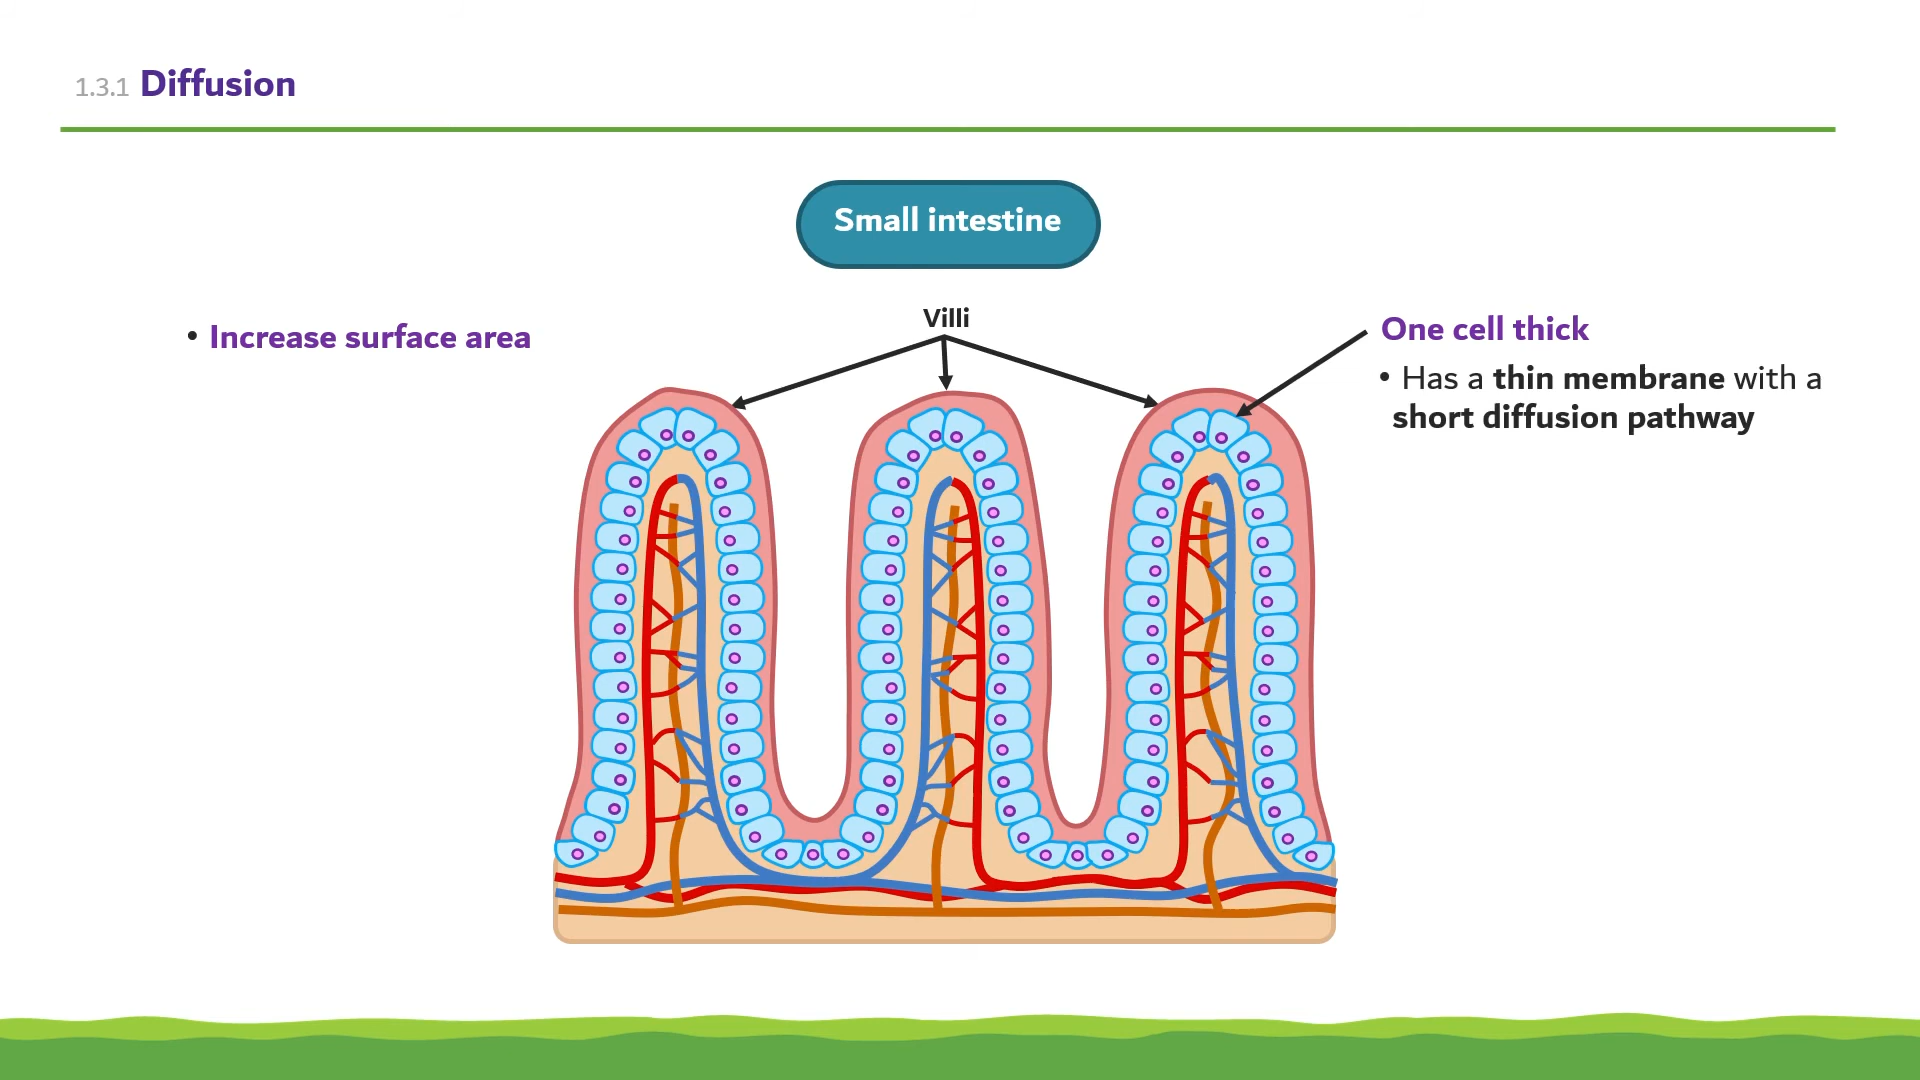 1.3.1 Diffusion
Small intestine
Villi
• Increase surface area
One cell thick
• Has a thin membrane with a
short diffusion pathway